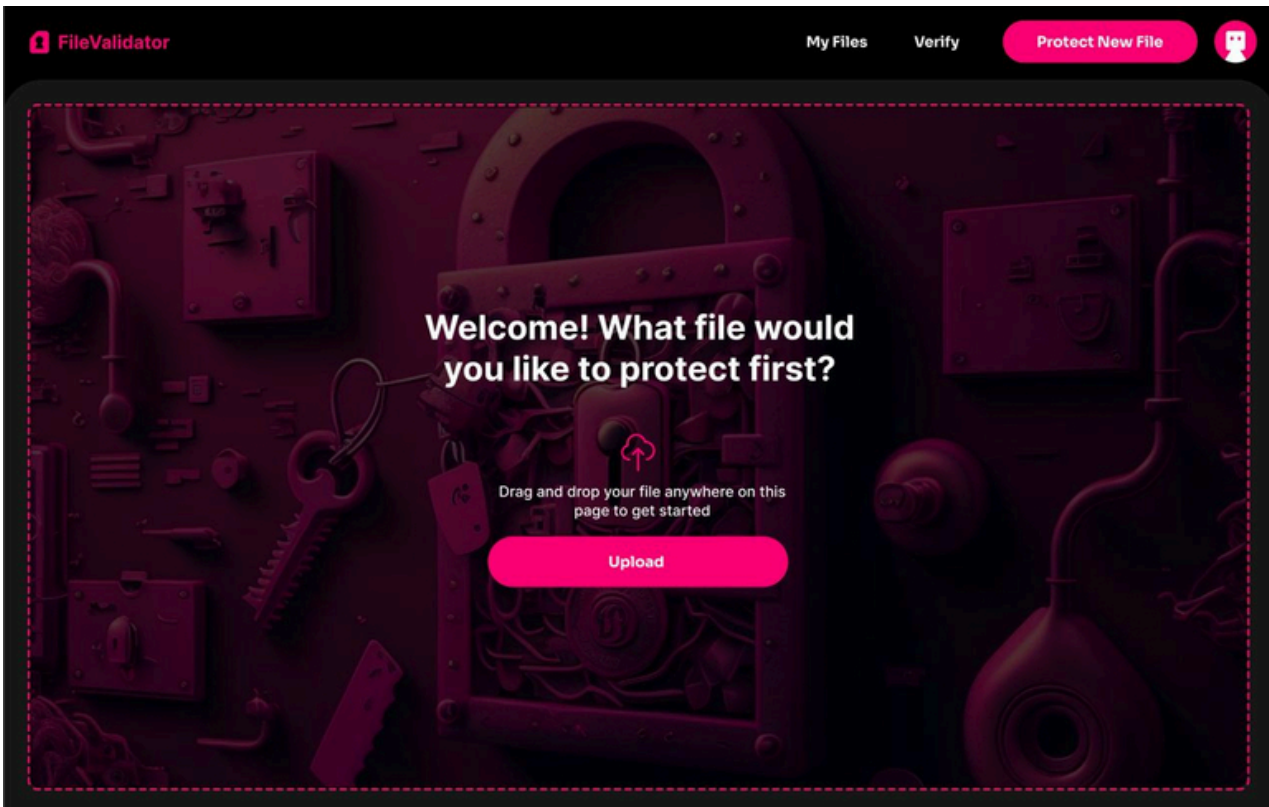 FileValidator
My Files
Verify
Protect New File
Welcome! What file would
you like to protect first?
Drag and drop your file anywhere on this
page to get started
Upload